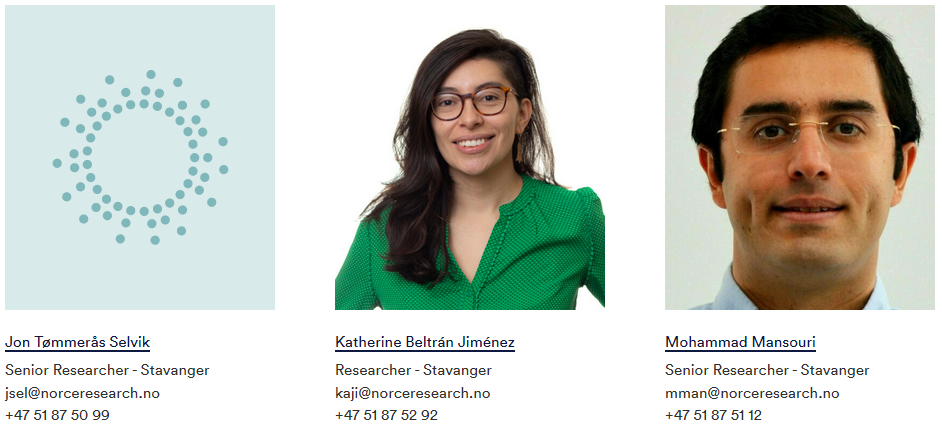 Jon Tømmerås Selvik
Senior Researcher - Stavanger
jsel@norceresearch.no
+47 51 87 50 99
Katherine Beltrán Jiménez
Researcher - Stavanger
kaji@norceresearch.no
+47 51 87 52 92
Mohammad Mansouri
Senior Researcher - Stavanger
mman@norceresearch.no
+47 51 87 51 12